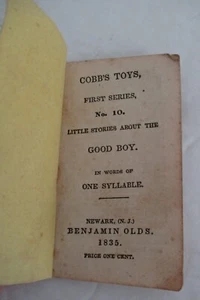 COBB'S TOYS,
FIRST SERIES,
No. 10.
LITTLE STORIES ABOUT THE
GOOD BOY.
IN WORDS OF
ONE SYLLABLE.
NEWARK, (N. J.)
BENJAMIN OLDS.
1835.
PRICE ONE CENT.